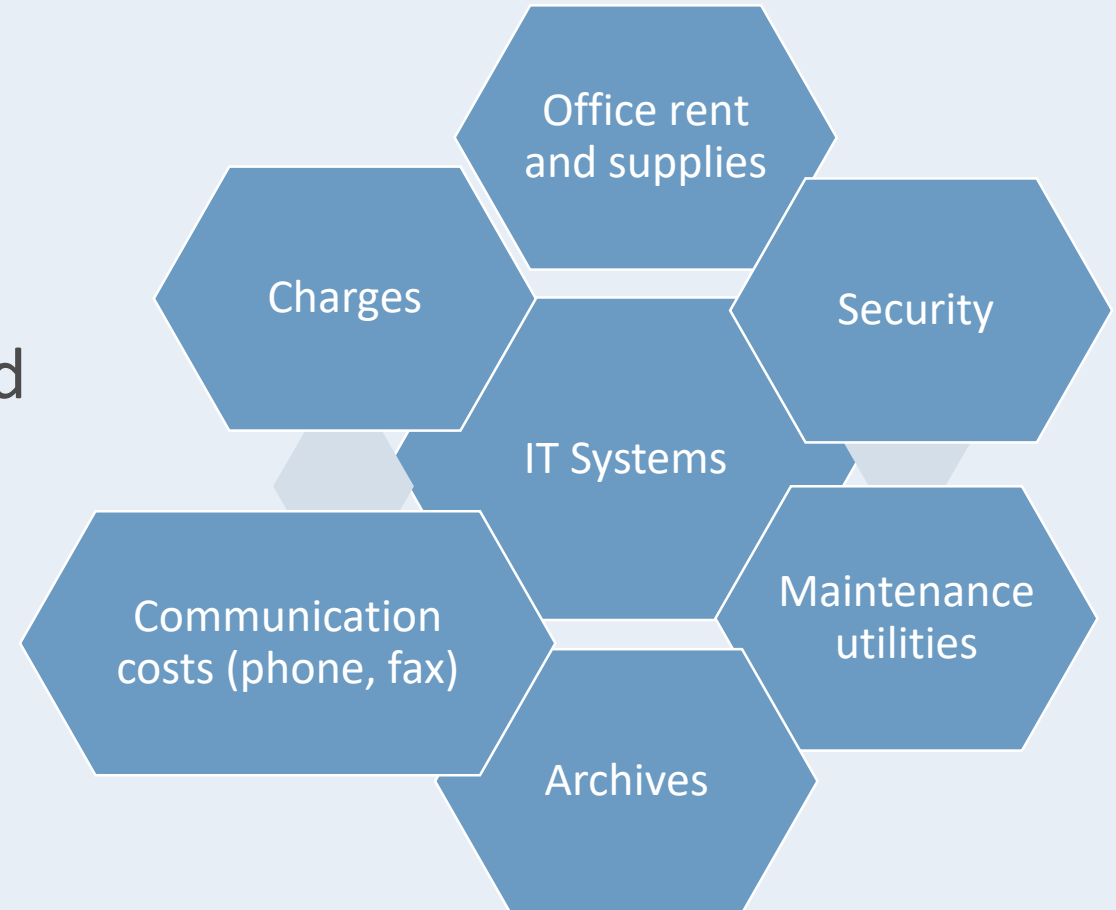 Office rent
and supplies
Charges
Security
d
IT Systems
Maintenance
utilities
Communication
costs (phone, fax)
Archives